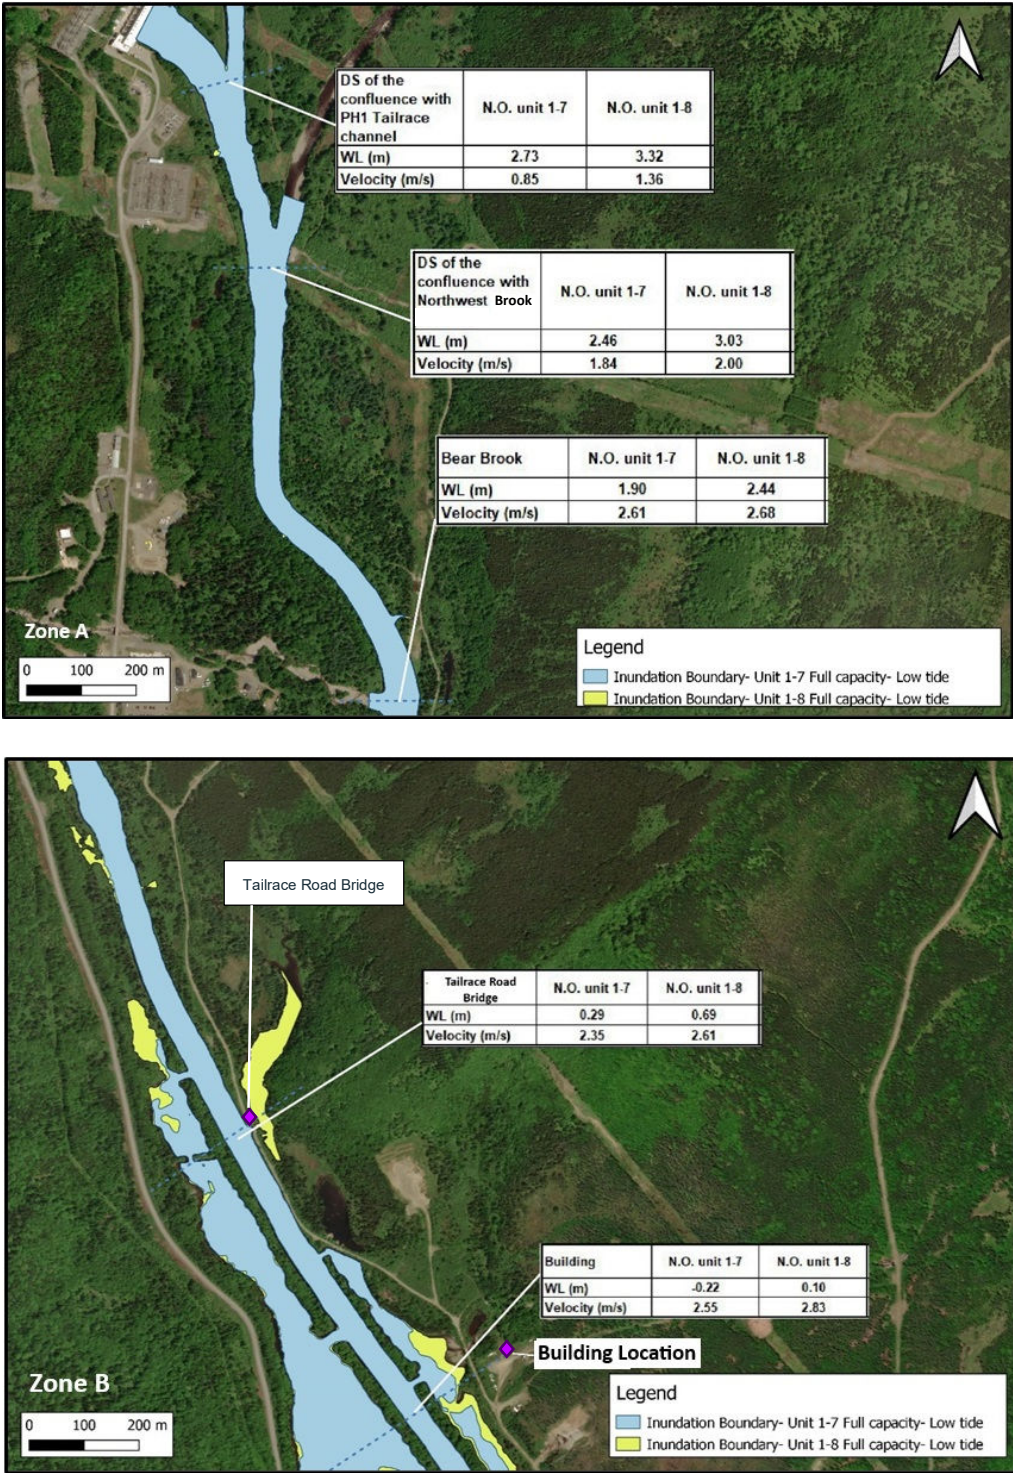 DS of the
confluence with
PH1 Tailrace
channel
N.O. unit 1-7
N.O. unit 1-8
WL (m)
2.73
3.32
Velocity (m/s)
0.85
1.36
DS of the
confluence with
Northwest Brook
N.O. unit 1-7
N.O. unit 1-8
WL (m)
2.46
3.03
Velocity (m/s)
1.84
2.00
Bear Brook
N.O. unit 1-7
N.O. unit 1-8
WL (m)
1.90
2.44
Velocity (m/s)
2.61
2.68
Zone A
0 100 200 m
Legend
Inundation Boundary- Unit 1-7 Full capacity- Low tide
Inundation Boundary- Unit 1-8 Full capacity- Low tide
Tailrace Road Bridge
Tailrace Road
Bridge
N.O. unit 1-7
N.O. unit 1-8
WL (m)
0.29
0.69
Velocity (m/s)
2.35
2.61
Building
N.O. unit 1-7
N.O. unit 1-8
WL (m)
-0.22
0.10
Velocity (m/s)
2.55
2.83
Building Location
Zone B
0 100 200 m
Legend
Inundation Boundary- Unit 1-7 Full capacity- Low tide
Inundation Boundary- Unit 1-8 Full capacity- Low tide